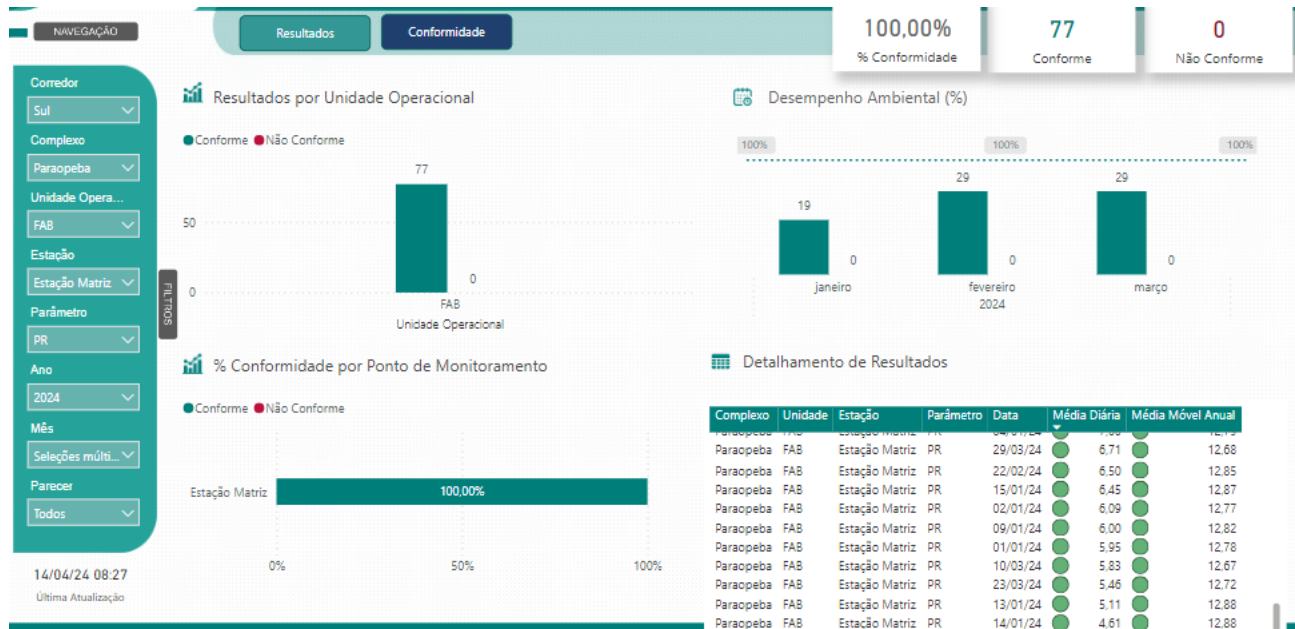 NAVEGAÇÃO
Resultados
Conformidade
100,00%
% Conformidade
77
Conforme
0
Não Conforme
Corredor
Sul
Complexo
Paraopeba
Unidade Opera...
FAB
Estação
Estação Matriz
Parâmetro
PR
Ano
2024
Mês
Seleções múlti...
Parecer
Todos
14/04/24 08:27
Última Atualização
FILTROS
Resultados por Unidade Operacional
Conforme Não Conforme
77
50
0
0
FAB
Unidade Operacional
Desempenho Ambiental (%)
100% 100% 100%
19 29 29
0 0 0
janeiro fevereiro março
2024
% Conformidade por Ponto de Monitoramento
Conforme Não Conforme
Estação Matriz 100,00%
0% 50% 100%
Detalhamento de Resultados
Complexo Unidade Estação Parâmetro Data Média Diária Média Móvel Anual
Paraopeba FAB Estação Matriz PR 29/03/24 6,71 12,68
Paraopeba FAB Estação Matriz PR 22/02/24 6,50 12,85
Paraopeba FAB Estação Matriz PR 15/01/24 6,45 12,87
Paraopeba FAB Estação Matriz PR 02/01/24 6,09 12,77
Paraopeba FAB Estação Matriz PR 09/01/24 6,00 12,82
Paraopeba FAB Estação Matriz PR 01/01/24 5,95 12,78
Paraopeba FAB Estação Matriz PR 10/03/24 5,83 12,67
Paraopeba FAB Estação Matriz PR 23/03/24 5,46 12,72
Paraopeba FAB Estação Matriz PR 13/01/24 5,11 12,88
Paraopeba FAB Estação Matriz PR 14/01/24 4,61 12,88